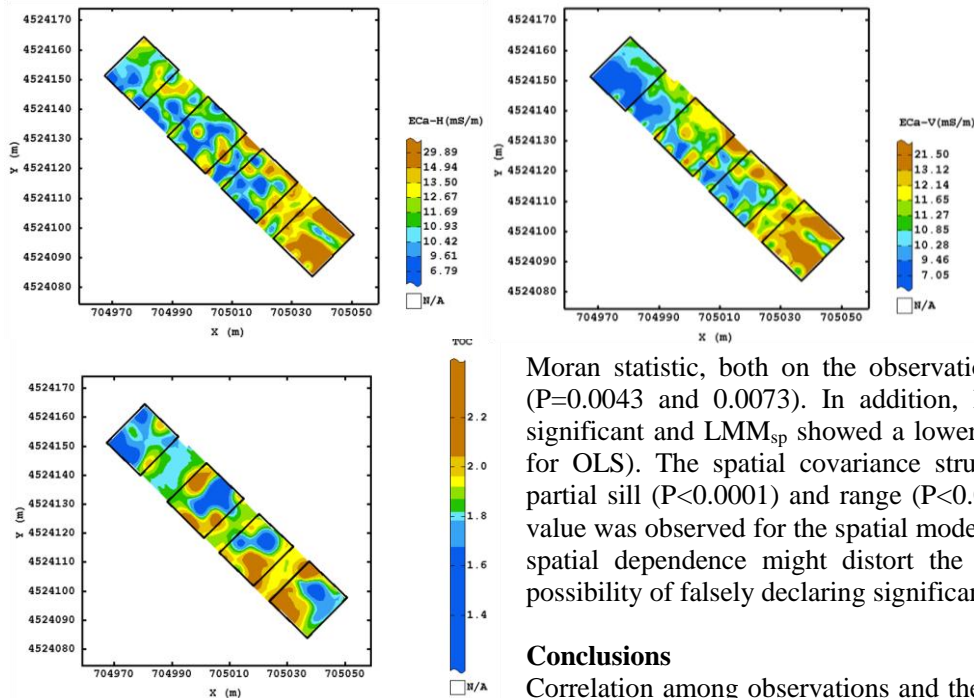 4524170
4524160
4524150
4524140
4524130
4524120
4524110
4524100
4524090
4524080
Y (m)
704970 704990 705010 705030 705050
X (m)
ECa-H(mS/m)
29.89
14.94
13.50
12.67
11.69
10.93
10.42
9.61
6.79
N/A
4524170
4524160
4524150
4524140
4524130
4524120
4524110
4524100
4524090
4524080
Y (m)
704970 704990 705010 705030 705050
X (m)
ECa-V(mS/m)
21.50
13.12
12.14
11.65
11.27
10.85
10.28
9.46
7.05
N/A
4524170
4524160
4524150
4524140
4524130
4524120
4524110
4524100
4524090
4524080
Y (m)
704970 704990 705010 705030 705050
X (m)
TOC
2.2
2.0
1.8
1.6
1.4
N/A
Moran statistic, both on the observatio
(P=0.0043 and 0.0073). In addition,
significant and LMMsp showed a lower
for OLS). The spatial covariance stru
partial sill (P<0.0001) and range (P<0.
value was observed for the spatial mode
spatial dependence might distort the
possibility of falsely declaring significan
Conclusions
Correlation among observations and the